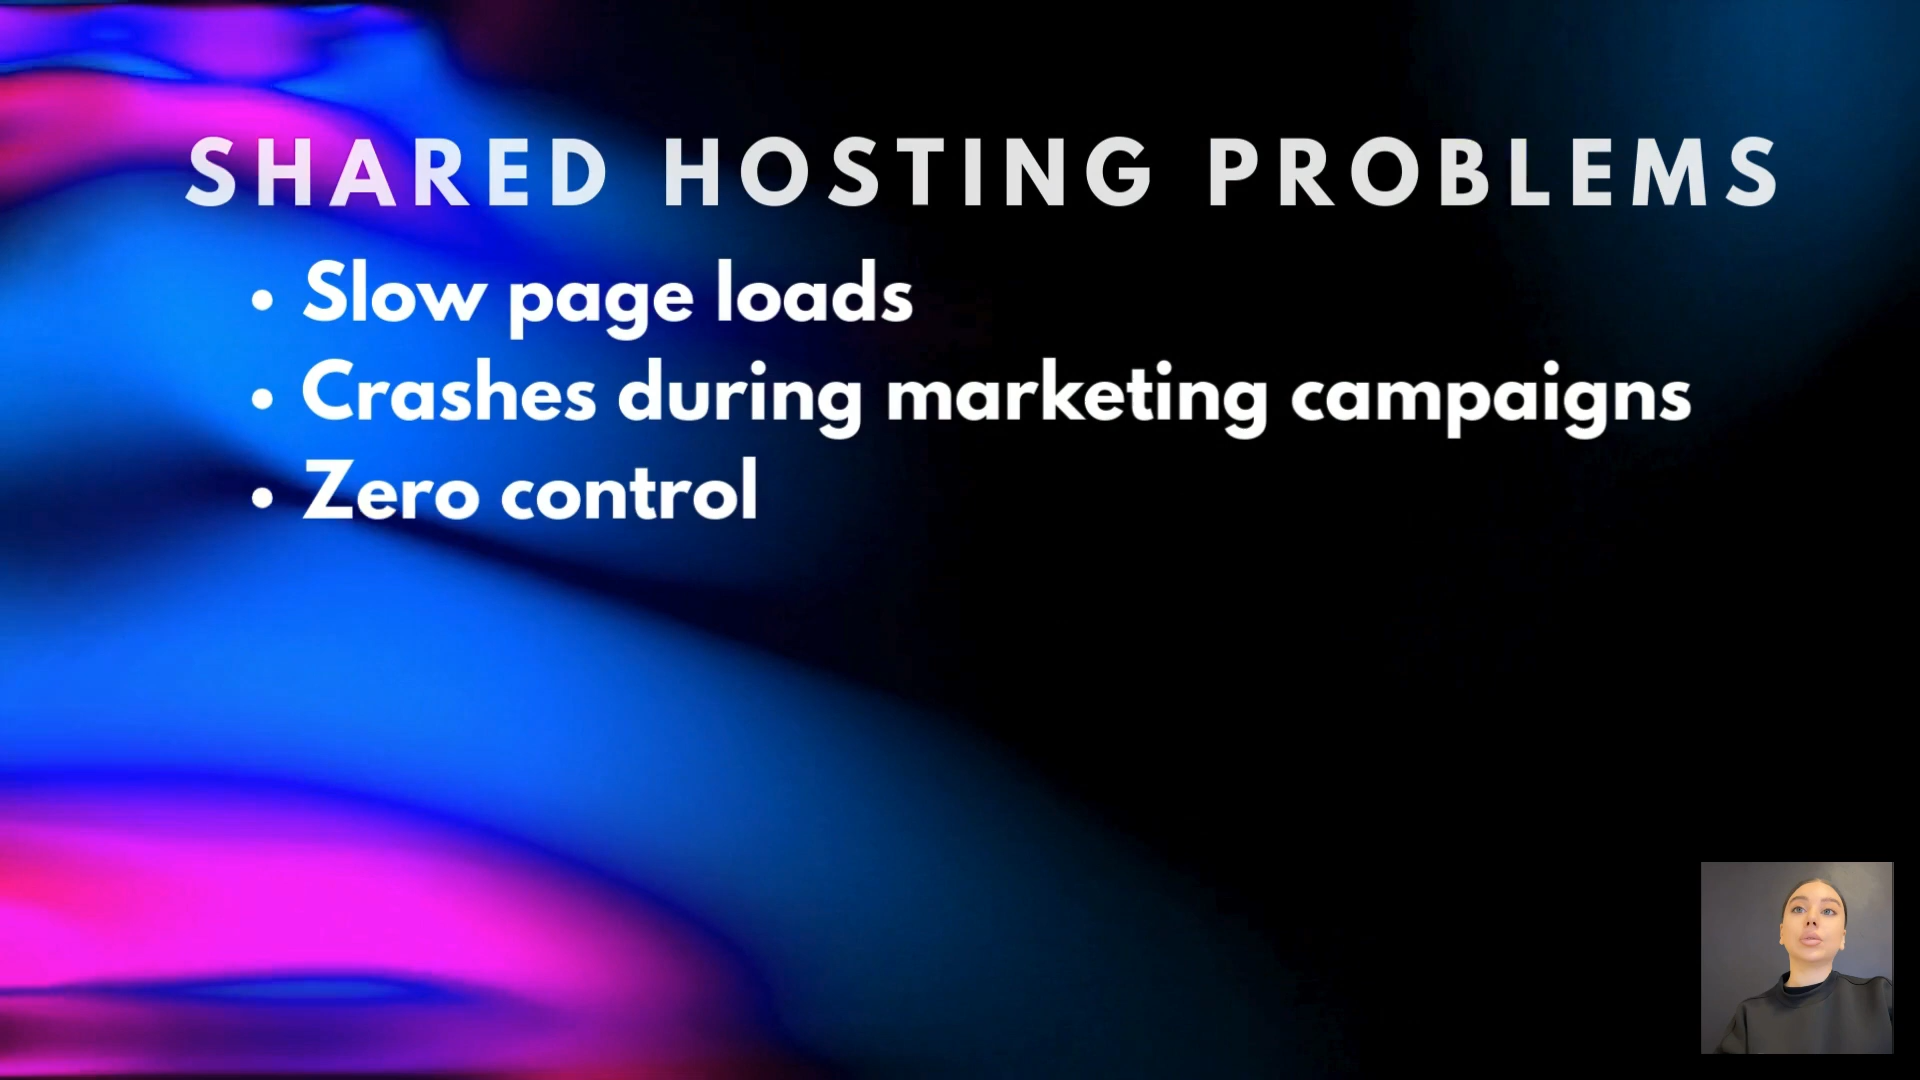 SHARED HOSTING PROBLEMS
• Slow page loads
• Crashes during marketing campaigns
• Zero control